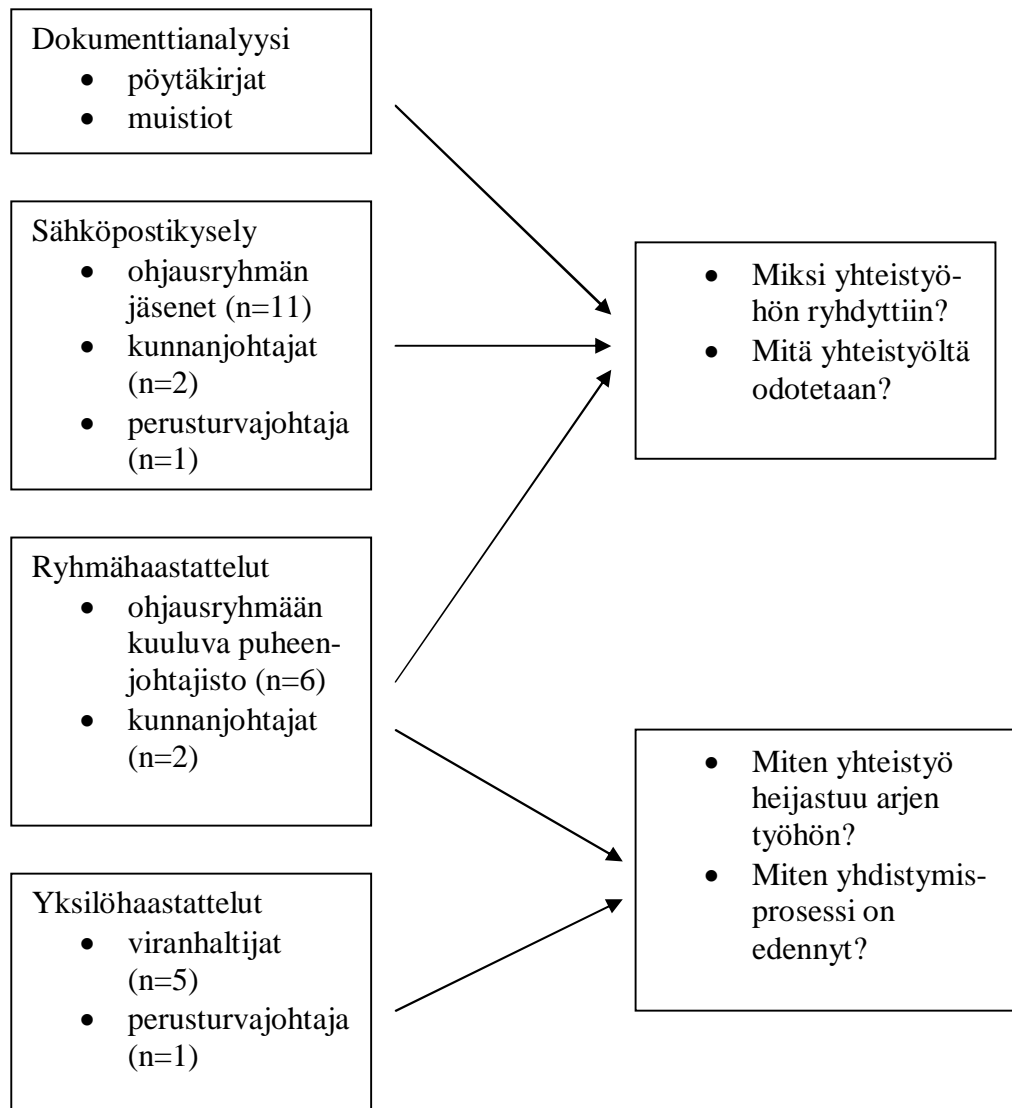 Dokumenttianalyysi
• pöytäkirjat
• muistiot
Sähköpostikysely
• ohjausryhmän
jäsenet (n=11)
• kunnanjohtajat
(n=2)
• perusturvajohtaja
(n=1)
Ryhmähaastattelut
• ohjausryhmään
kuuluva puheen-
johtajisto (n=6)
• kunnanjohtajat
(n=2)
Yksilöhaastattelut
• viranhaltijat
(n=5)
• perusturvajohtaja
(n=1)
• Miksi yhteistyö-
hön ryhdyttiin?
• Mitä yhteistyöltä
odotetaan?
• Miten yhteistyö
heijastuu arjen
työhön?
• Miten yhdistymis-
prosessi on
edennyt?